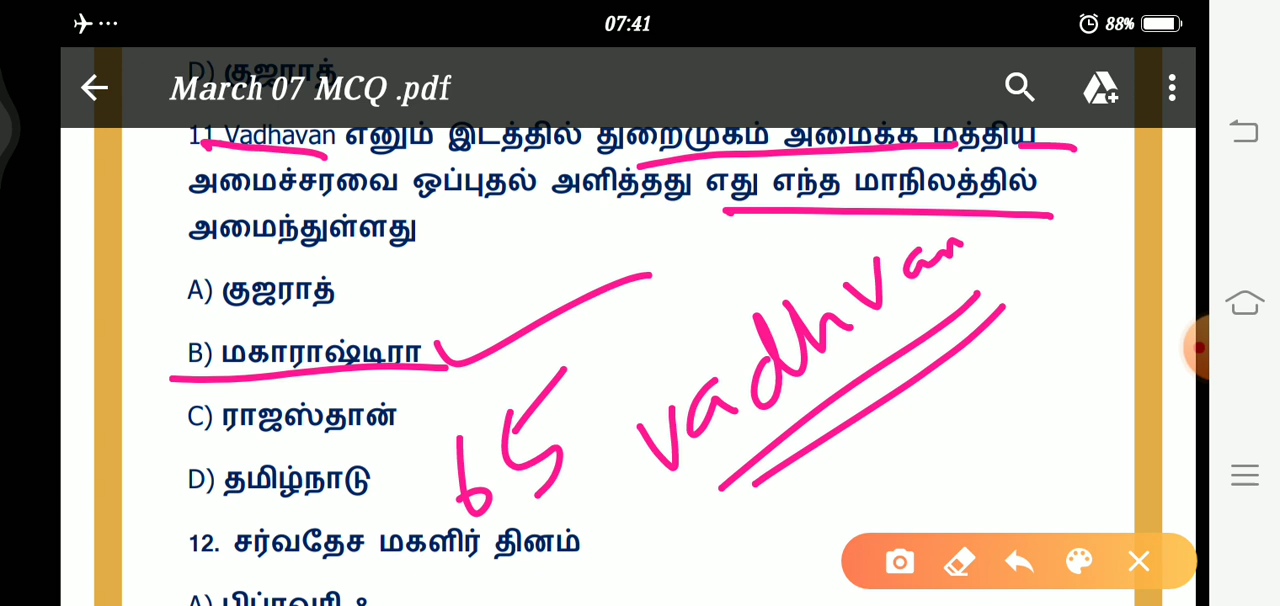 07:41
88%
D) குஜராத்
March 07 MCQ .pdf
11 Vadhavan எனும் இடத்தில் துறைமுகம் அமைக்க மத்திய
அமைச்சரவை ஒப்புதல் அளித்தது எது எந்த மாநிலத்தில்
அமைந்துள்ளது
A) குஜராத்
B) மகாராஷ்டிரா
C) ராஜஸ்தான்
D) தமிழ்நாடு
65 vadhvan
12. சர்வதேச மகளிர் தினம்